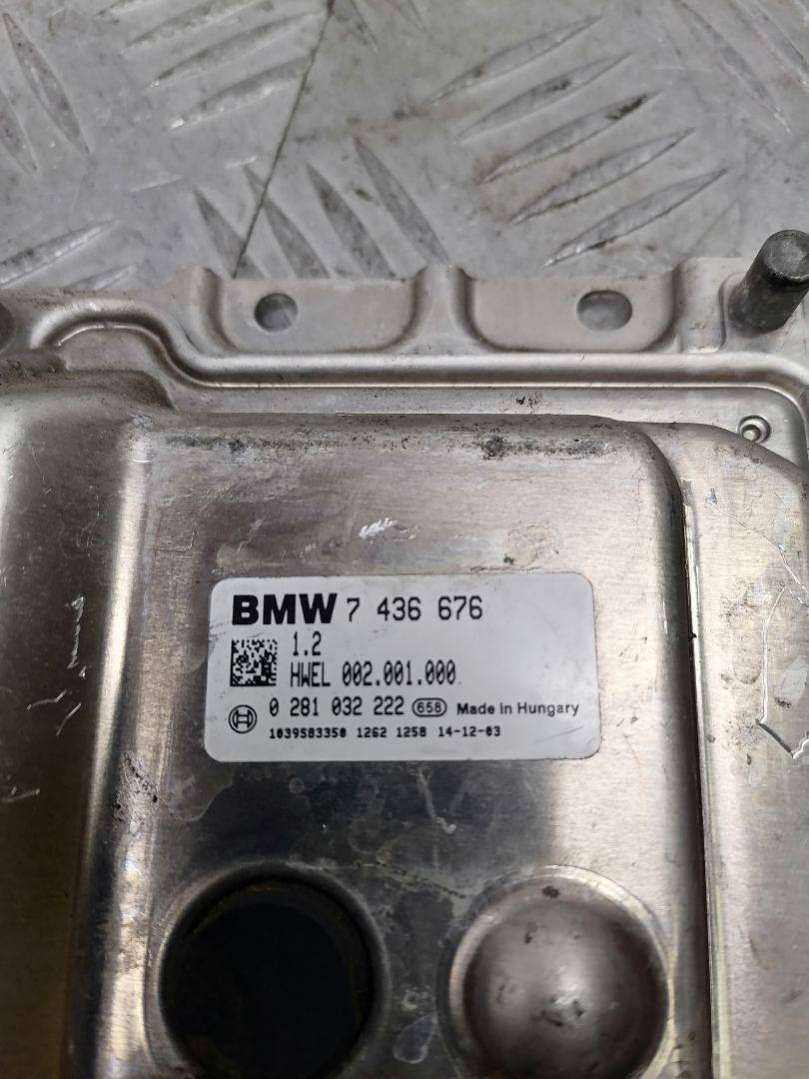 BMW 7 436 676
1.2
HWEL 002.001.000
0 281 032 222 658 Made in Hungary
1039S83350 1262 1258 14-12-03